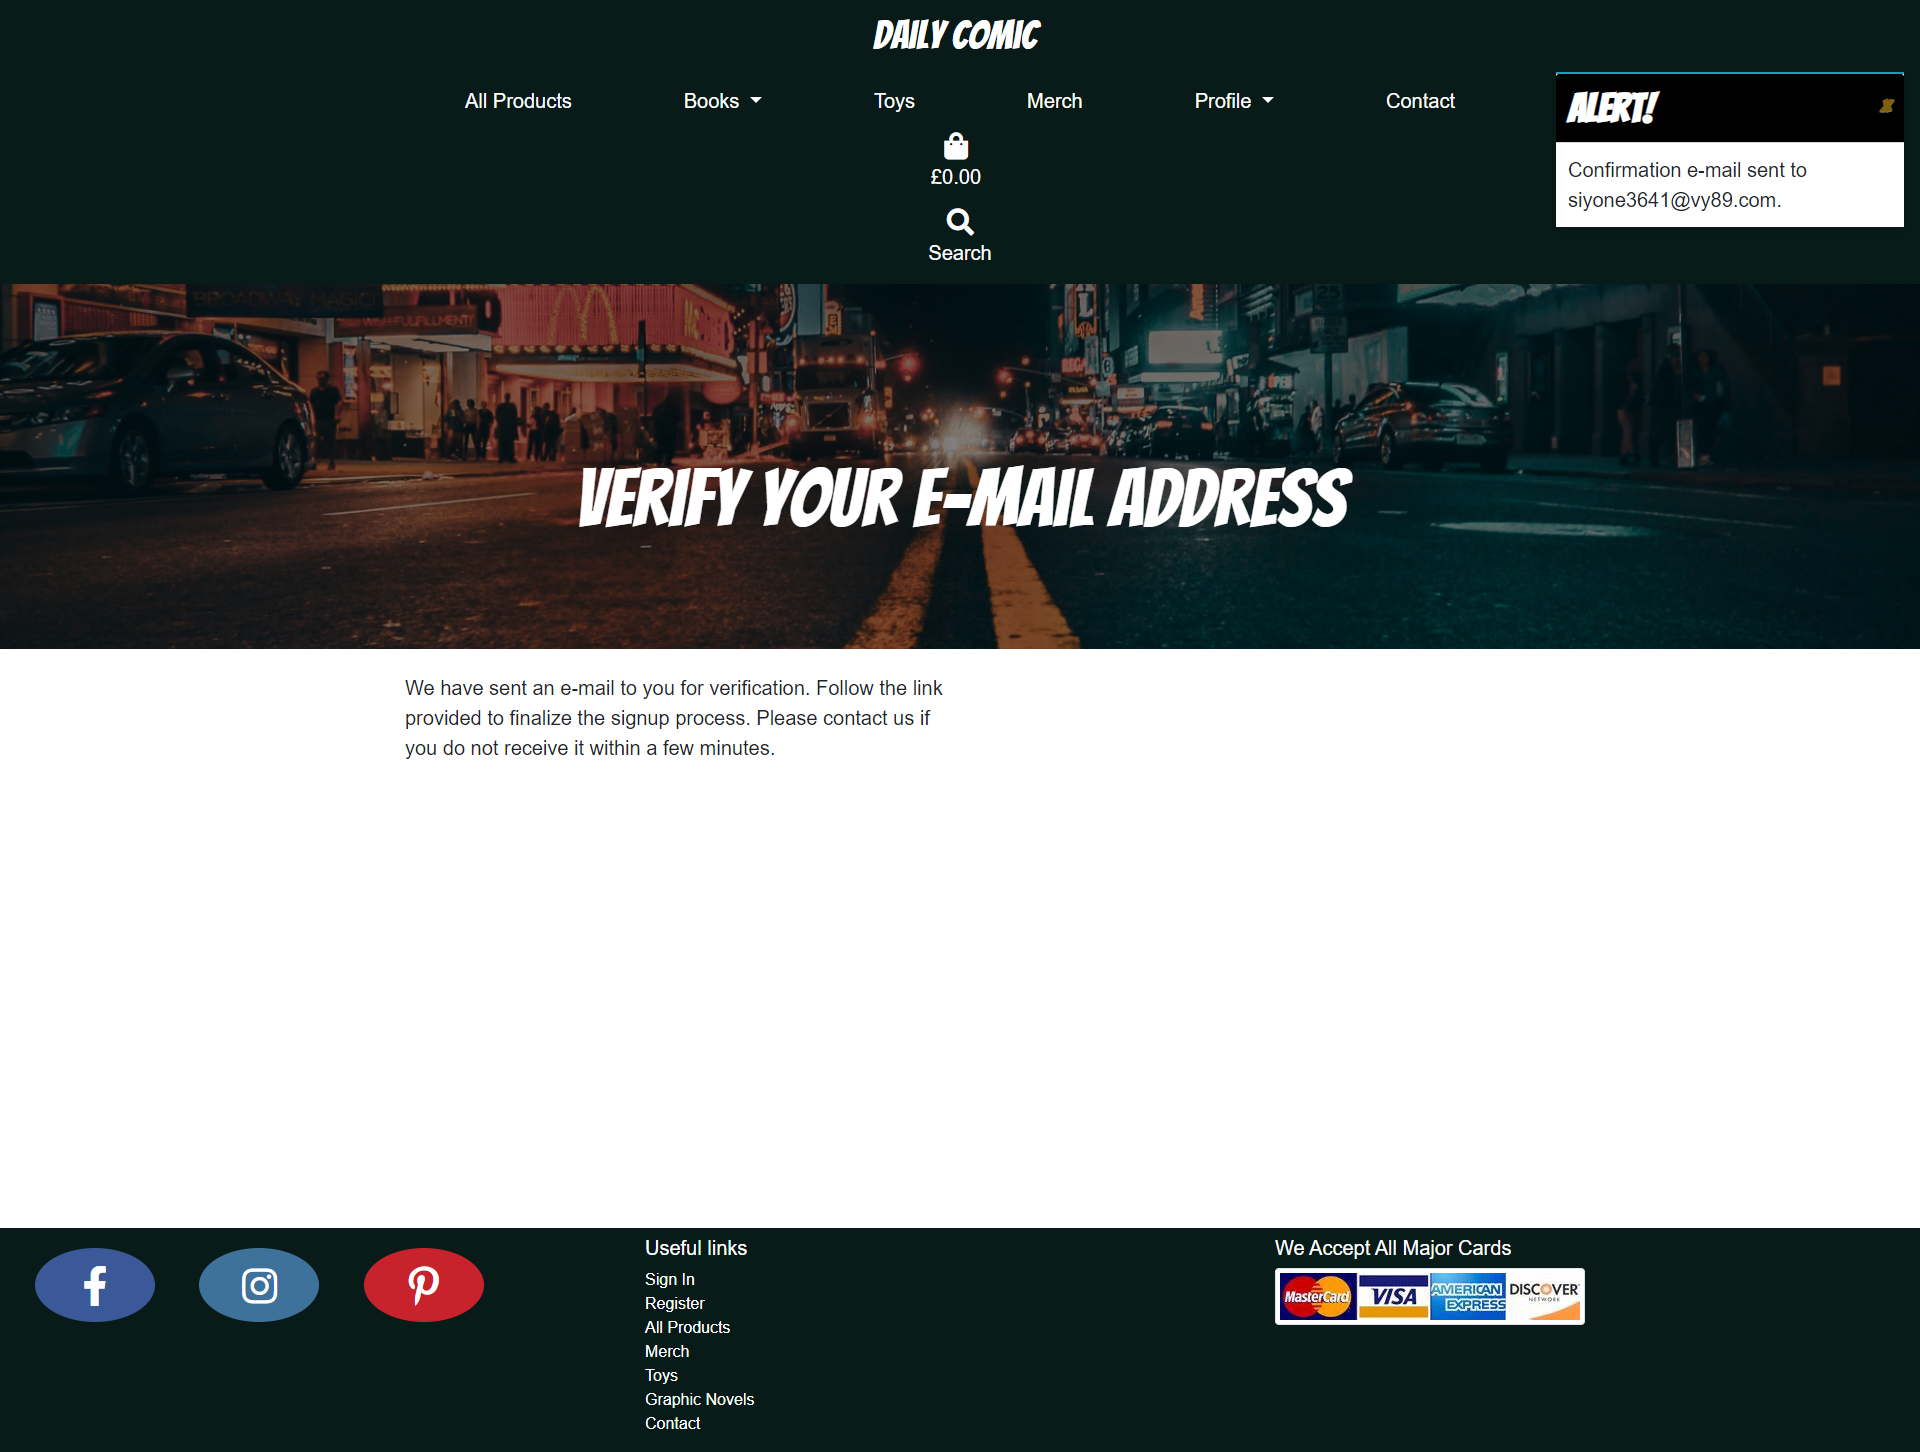 DAILY COMIC
All Products
Books
Toys
Merch
Profile
Contact
£0.00
Search
ALERT!
x
Confirmation e-mail sent to
siyone3641@vy89.com.
BROADWAY MAGIC!
WISH-FULFILLMENT!
VERIFY YOUR E-MAIL ADDRESS
We have sent an e-mail to you for verification. Follow the link
provided to finalize the signup process. Please contact us if
you do not receive it within a few minutes.
Useful links
Sign In
Register
All Products
Merch
Toys
Graphic Novels
Contact
We Accept All Major Cards
MasterCard
VISA
AMERICAN
EXPRESS
DISCOVER
NETWORK